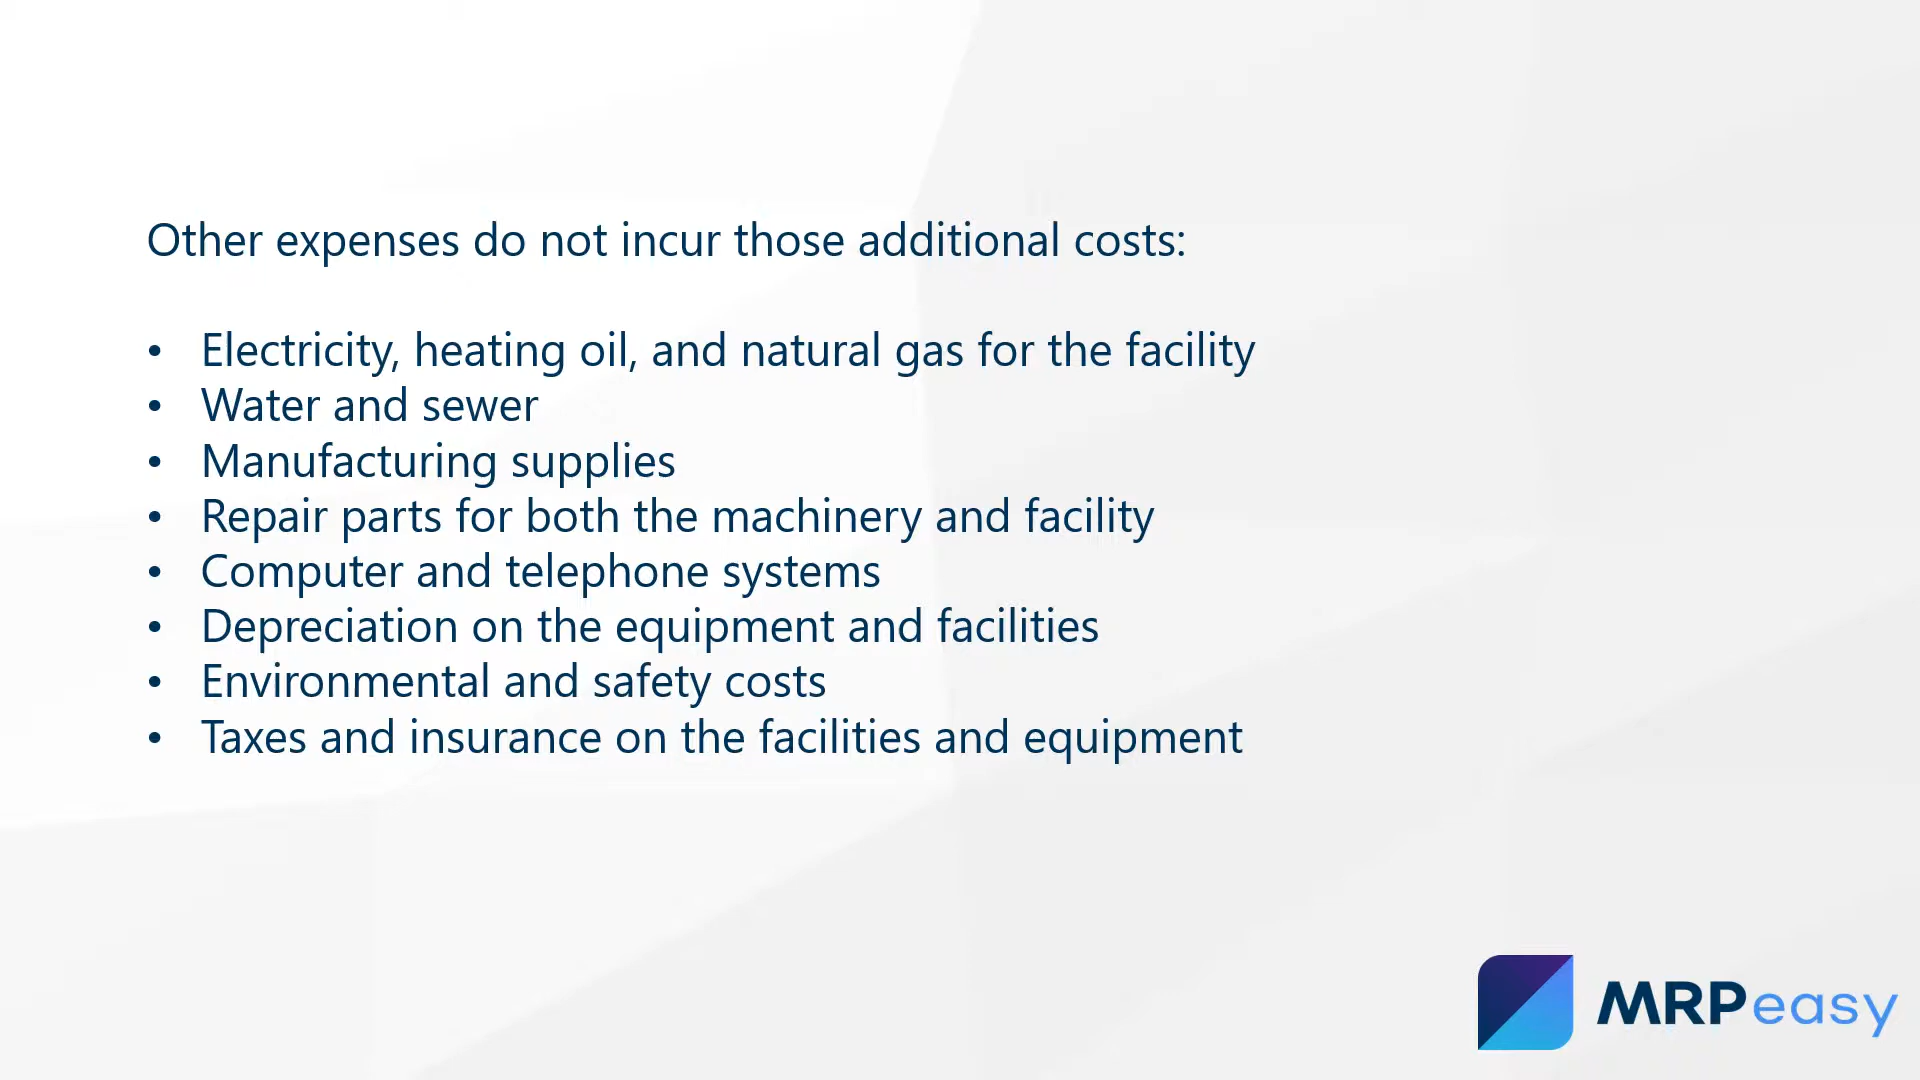 Other expenses do not incur those additional costs:
• Electricity, heating oil, and natural gas for the facility
• Water and sewer
• Manufacturing supplies
• Repair parts for both the machinery and facility
• Computer and telephone systems
• Depreciation on the equipment and facilities
• Environmental and safety costs
• Taxes and insurance on the facilities and equipment
MRPeasy